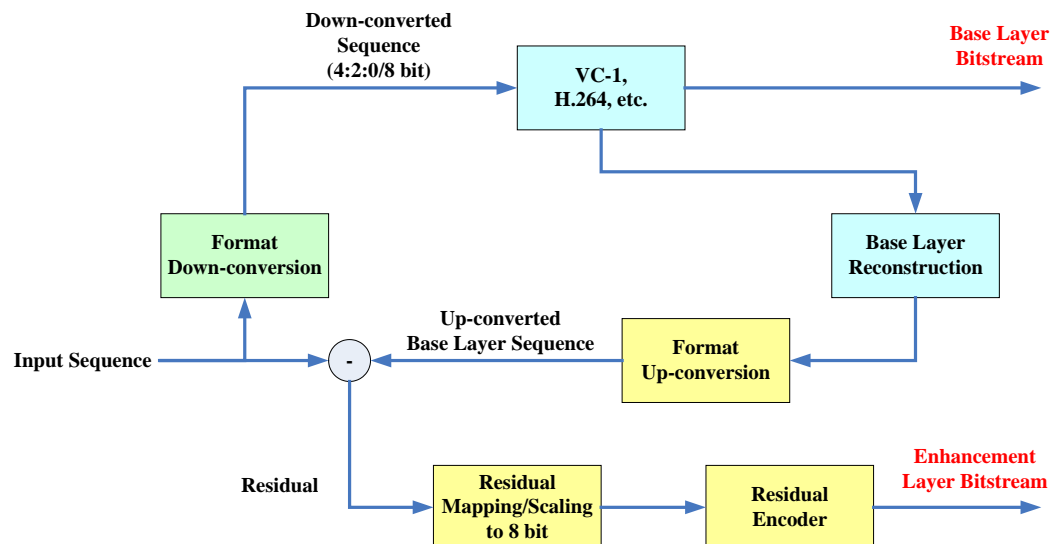 Down-converted
Sequence
(4:2:0/8 bit)
VC-1,
H.264, etc.
Base Layer
Bitstream
Format
Down-conversion
Base Layer
Reconstruction
Input Sequence
-
Up-converted
Base Layer Sequence
Format
Up-conversion
Residual
Residual
Mapping/Scaling
to 8 bit
Residual
Encoder
Enhancement
Layer Bitstream